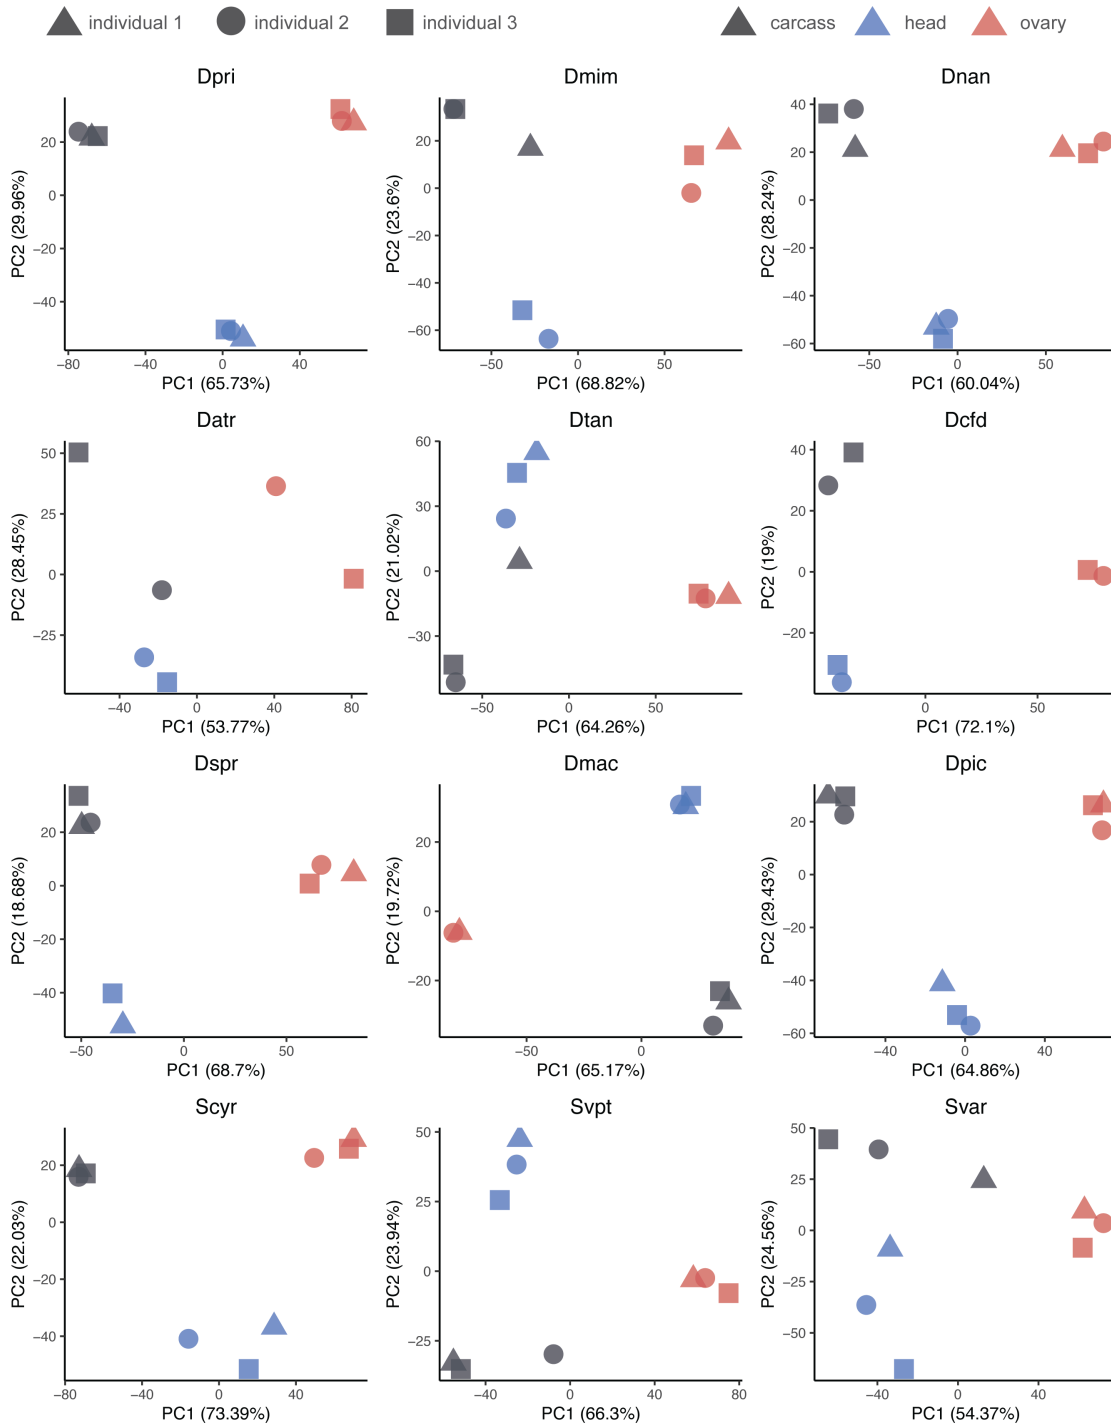 individual 1 individual 2 individual 3 carcass head ovary
Dpri Dmim Dnan
PC2 (29.96%)
20
0
−20
−40
−80 −40 0 40
PC1 (65.73%)
PC2 (23.6%)
20
0
−20
−40
−60
−50 0 50
PC1 (68.82%)
PC2 (28.24%)
40
20
0
−20
−40
−60
−50 0 50
PC1 (60.04%)
Datr Dtan Dcfd
PC2 (28.45%)
50
25
0
−25
−40 0 40 80
PC1 (53.77%)
PC2 (21.02%)
60
30
0
−30
−50 0 50
PC1 (64.26%)
PC2 (19%)
40
20
0
−20
0 50
PC1 (72.1%)
Dspr Dmac Dpic
PC2 (18.68%)
20
0
−20
−40
−50 0 50
PC1 (68.7%)
PC2 (19.72%)
20
0
−20
−50 0
PC1 (65.17%)
PC2 (29.43%)
20
0
−20
−40
−60
−40 0 40
PC1 (64.86%)
Scyr Svpt Svar
PC2 (22.03%)
20
0
−20
−40
−80 −40 0 40
PC1 (73.39%)
PC2 (23.94%)
50
25
0
−25
−40 0 40 80
PC1 (66.3%)
PC2 (24.56%)
50
25
0
−25
−50
−40 0 40
PC1 (54.37%)